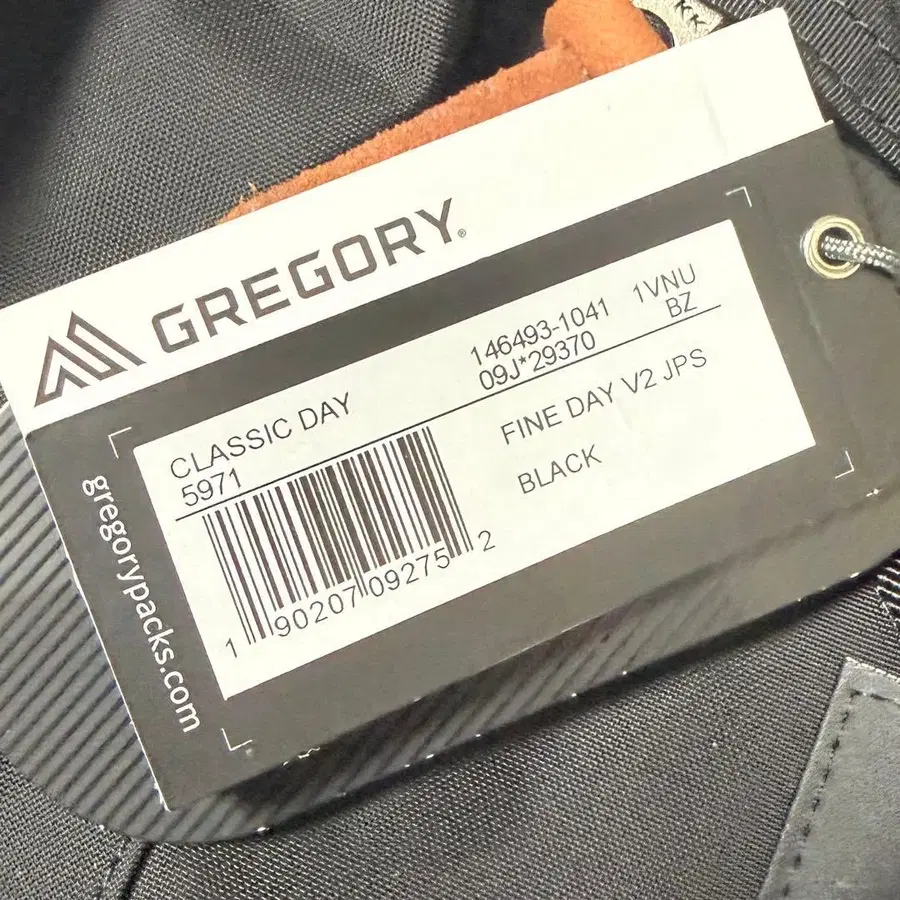 KK
GREGORY®
CLASSIC DAY
5971
146493-1041 1VNU
09J*29370 BZ
FINE DAY V2 JPS
BLACK
1 90207 09275 2
gregorypacks.com